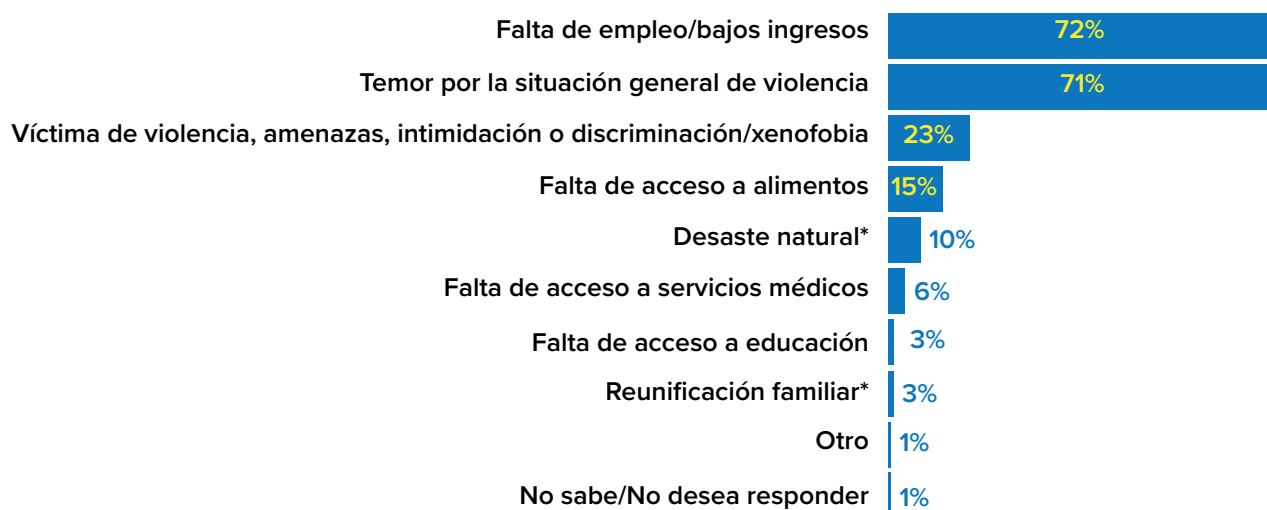 Falta de empleo/bajos ingresos 72%
Temor por la situación general de violencia 71%
Víctima de violencia, amenazas, intimidación o discriminación/xenofobia 23%
Falta de acceso a alimentos 15%
Desaste natural* 10%
Falta de acceso a servicios médicos 6%
Falta de acceso a educación 3%
Reunificación familiar* 3%
Otro 1%
No sabe/No desea responder 1%